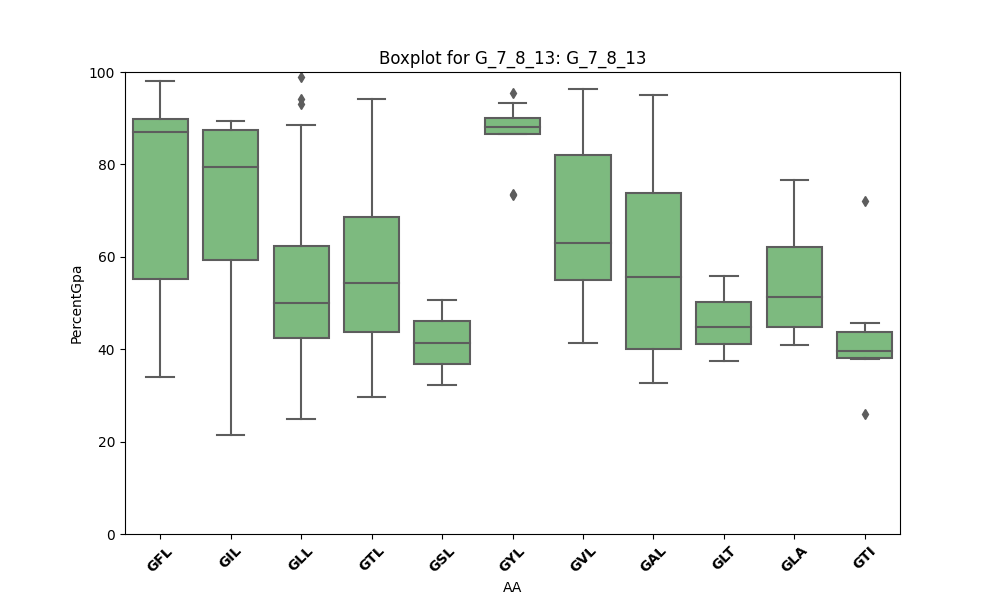 Boxplot for G_7_8_13: G_7_8_13
PercentGpa
100
80
60
40
20
0
GFL GIL GLL GTL GSL GYL GVL GAL GLT GLA GTI
AA